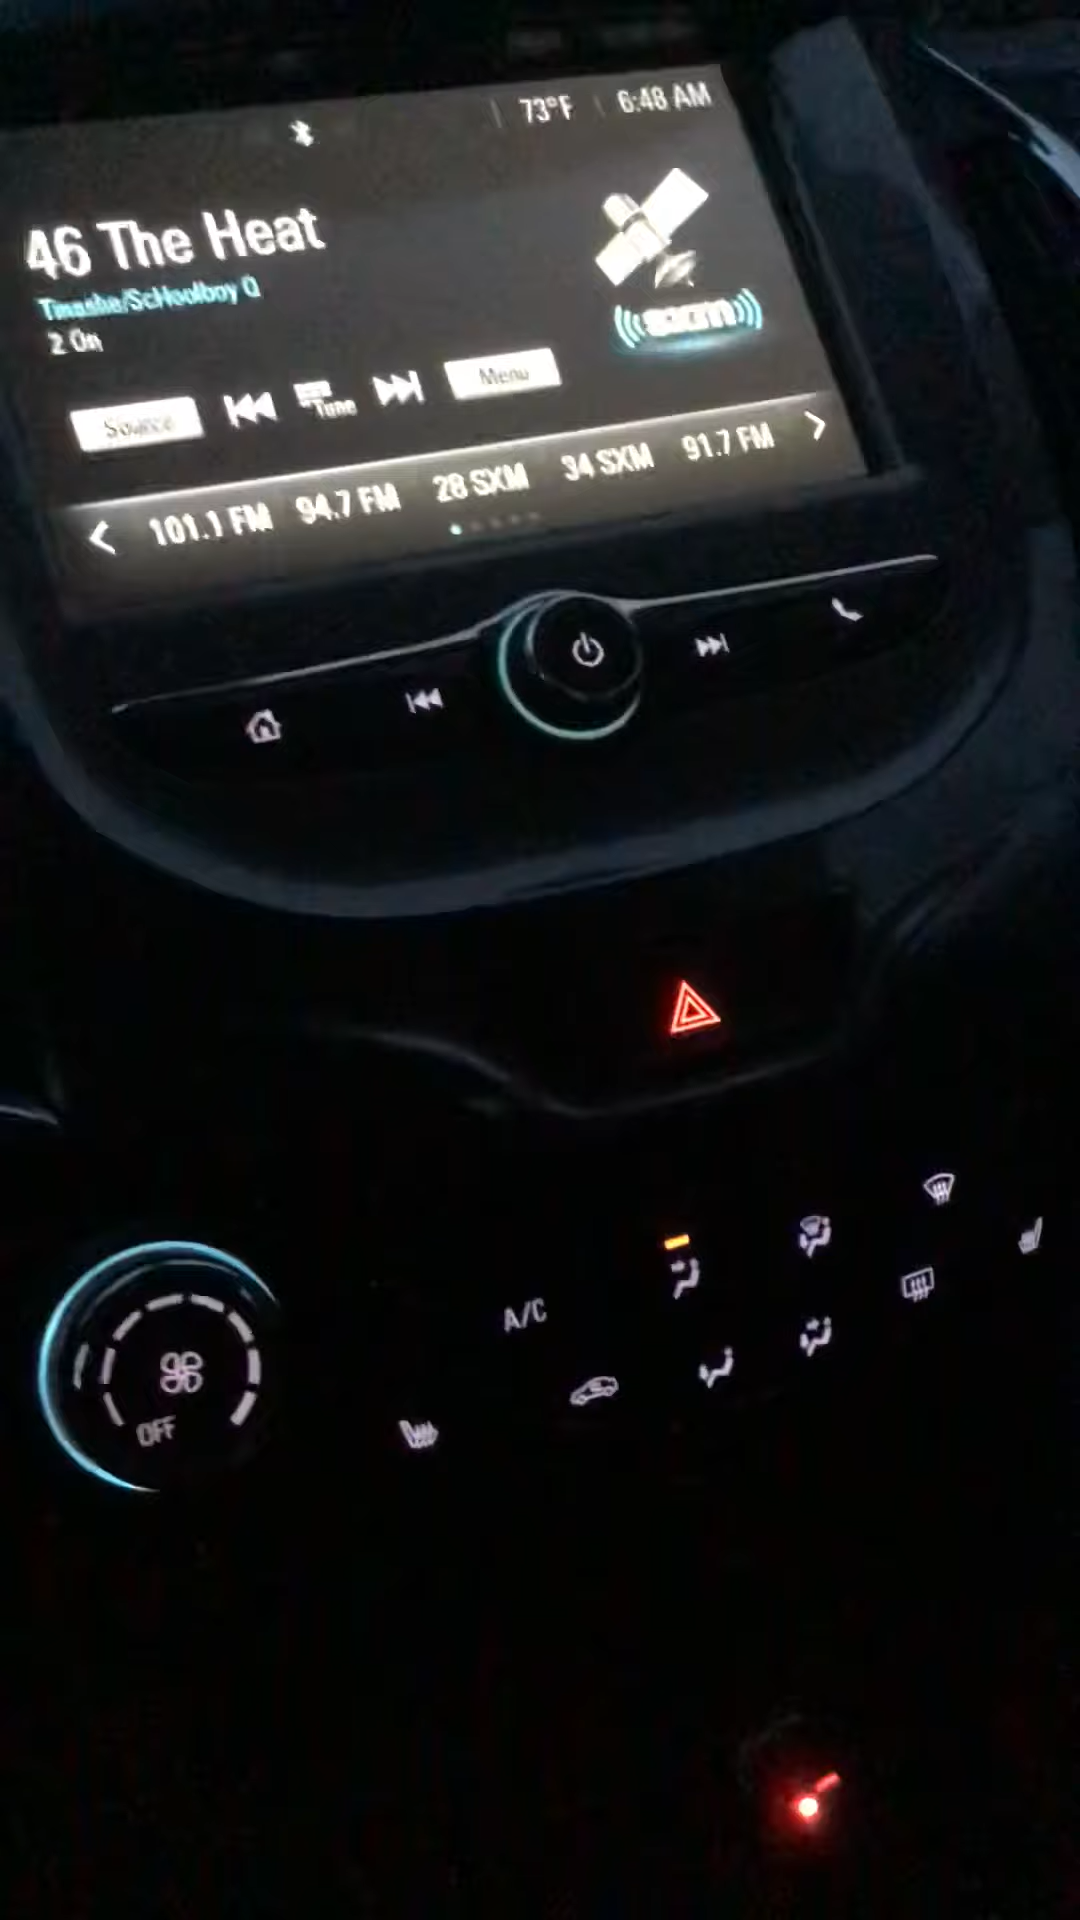 73°F 6:48 AM
46 The Heat
Tinashe/ScHoolboy Q
2 On
sxm
Source Tune Menu
101.1 FM 94.7 FM 28 SXM 34 SXM 91.7 FM
A/C
OFF